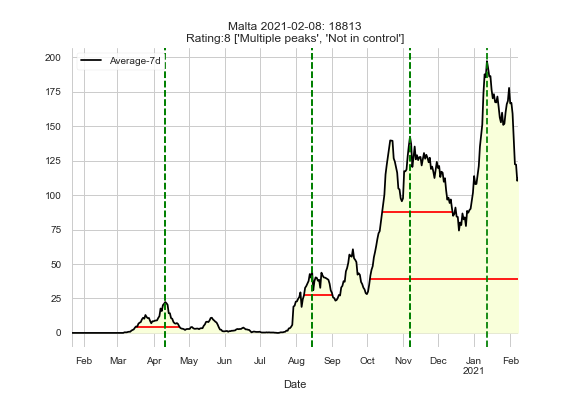 Malta 2021-02-08: 18813
Rating:8 ['Multiple peaks', 'Not in control']
Average-7d
200
175
150
125
100
75
50
25
0
Feb Mar Apr May Jun Jul Aug Sep Oct Nov Dec Jan Feb
2021
Date